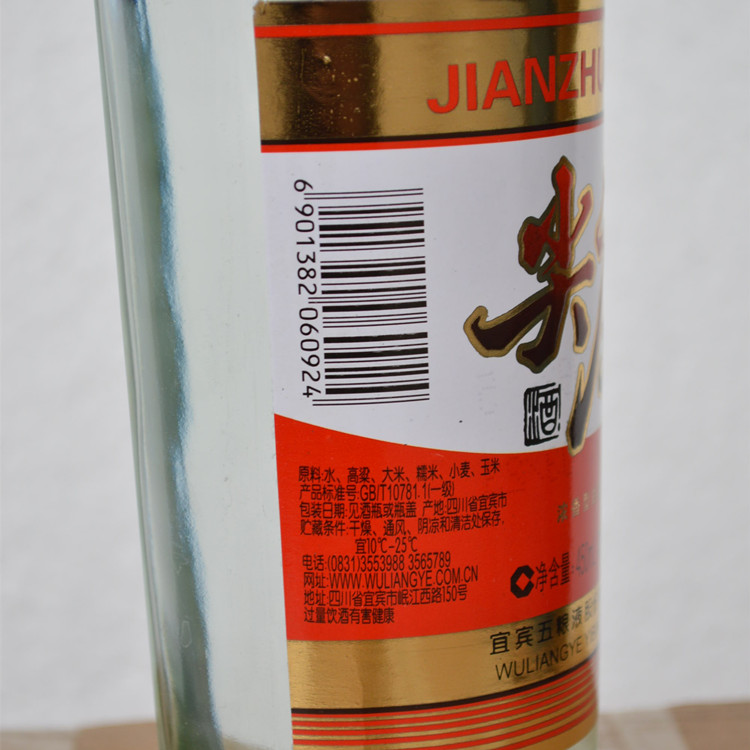 JIANZHU
尖
酒
6 901382 060924
原料:水、高粱、大米、糯米、小麦、玉米
产品标准号:GB/T10781.1(一级)
包装日期:见酒瓶或瓶盖 产地:四川省宜宾市
贮藏条件:干燥、通风、阴凉和清洁处保存.
宜10℃-25℃
电话:(0831)3553988 3565789
网址:WWW.WULIANGYE.COM.CN
地址:四川省宜宾市岷江西路150号
过量饮酒有害健康
浓香
净含量:
宜宾五粮液股
WULIANGYE YIB